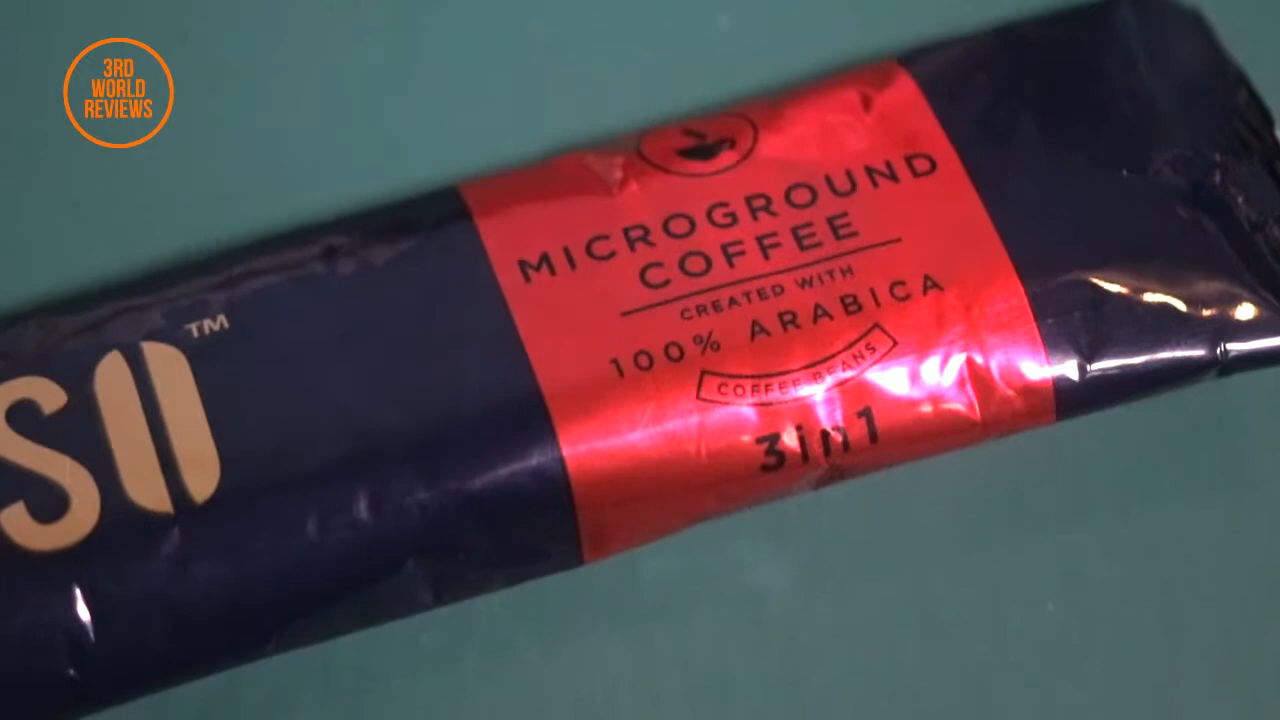 3RD
WORLD
REVIEWS
MICROGROUND
COFFEE
CREATED WITH
100% ARABICA
COFFEE BEANS
3in1
SO™